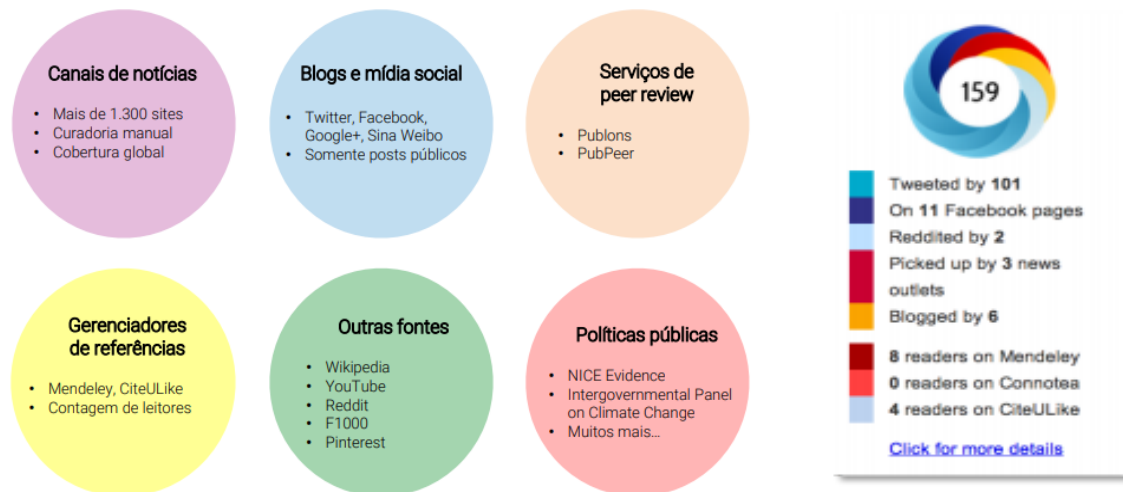 Canais de notícias
• Mais de 1.300 sites
• Curadoria manual
• Cobertura global
Blogs e mídia social
• Twitter, Facebook,
Google+, Sina Weibo
• Somente posts públicos
Serviços de
peer review
• Publons
• PubPeer
Gerenciadores
de referências
• Mendeley, CiteULike
• Contagem de leitores
Outras fontes
• Wikipedia
• YouTube
• Reddit
• F1000
• Pinterest
Políticas públicas
• NICE Evidence
• Intergovernmental Panel
on Climate Change
• Muitos mais...
159
Tweeted by 101
On 11 Facebook pages
Reddited by 2
Picked up by 3 news
outlets
Blogged by 6
8 readers on Mendeley
0 readers on Connotea
4 readers on CiteULike
Click for more details